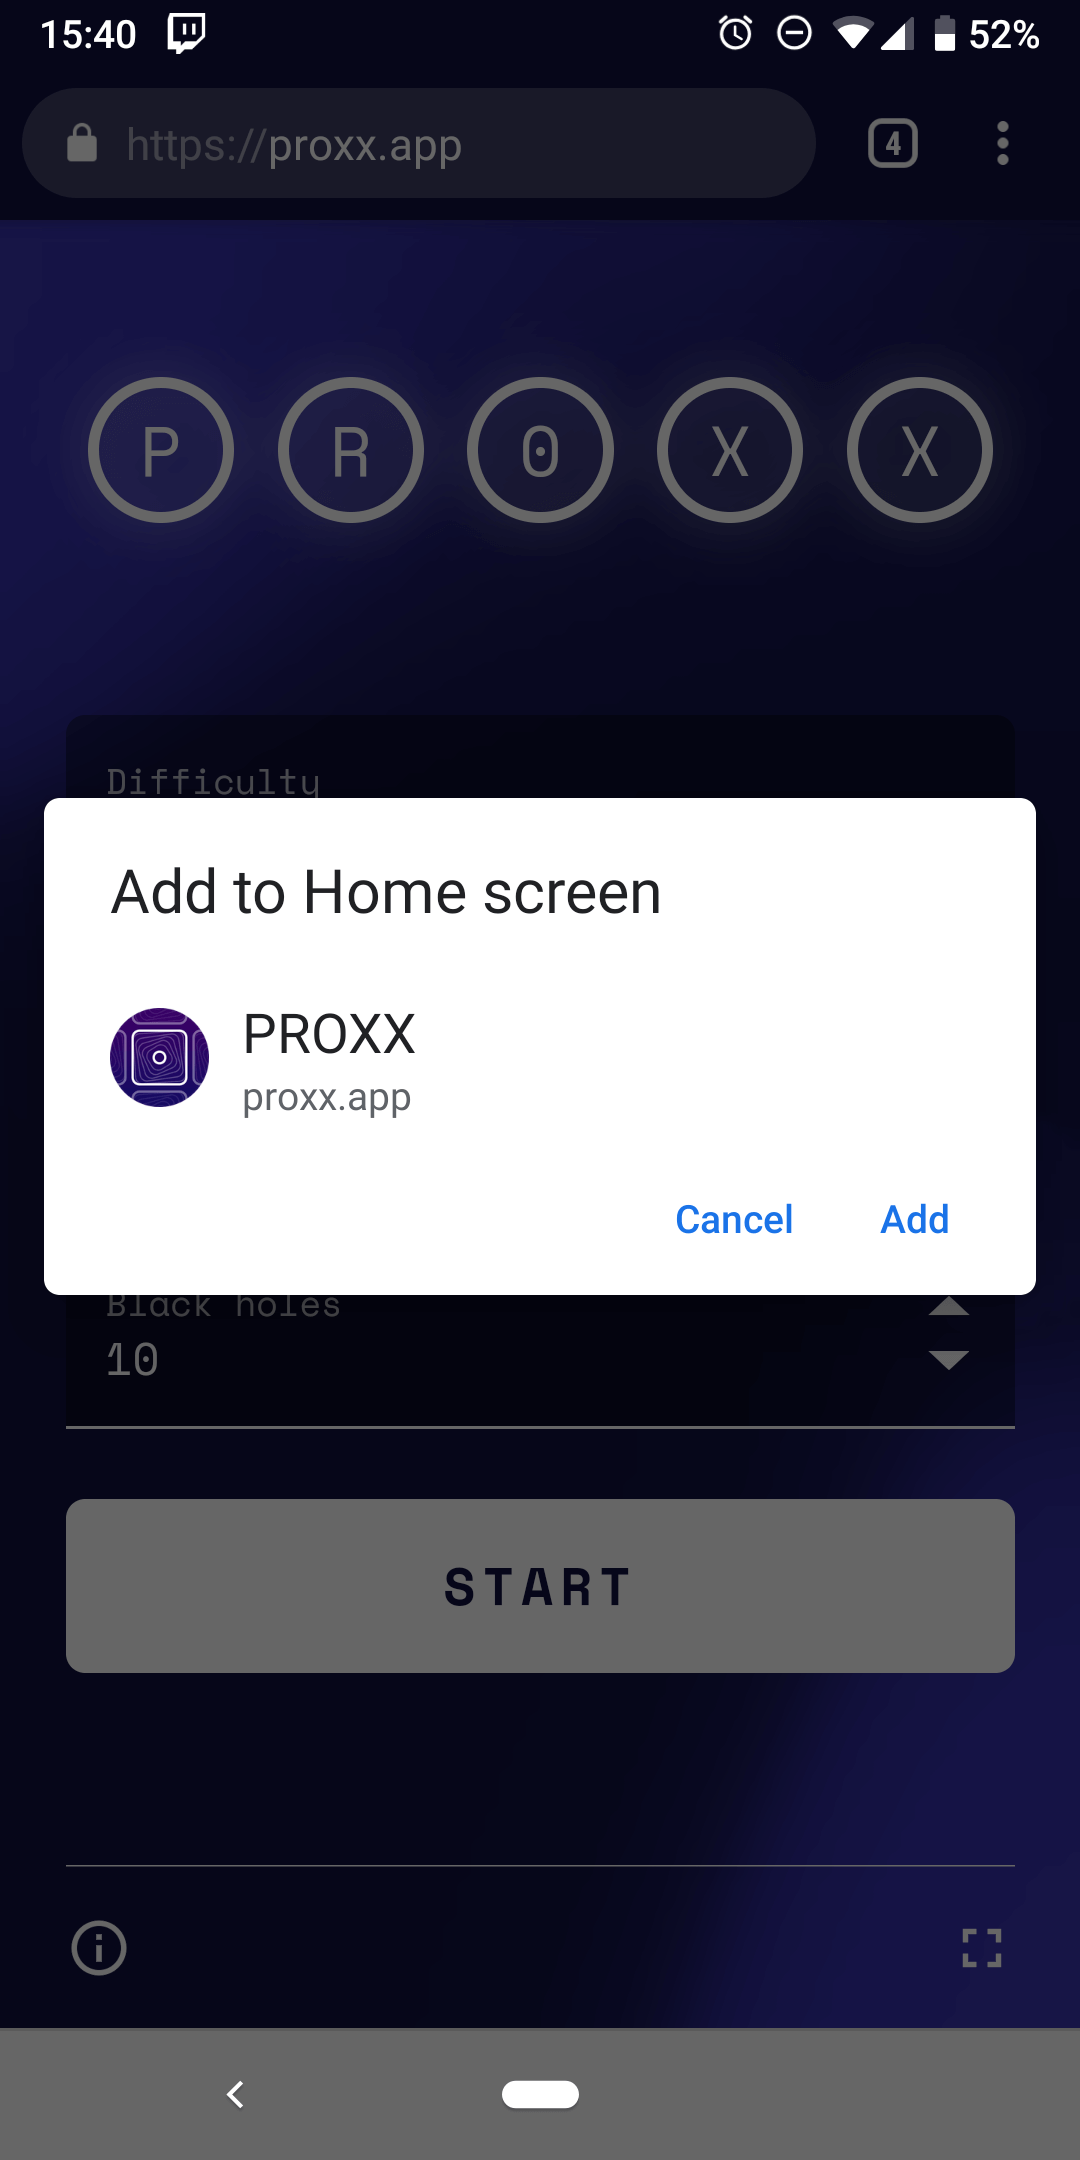 15:40 52%
https://proxx.app 4
P R 0 X X
Difficulty
Add to Home screen
PROXX
proxx.app
Cancel Add
Black holes
10
START